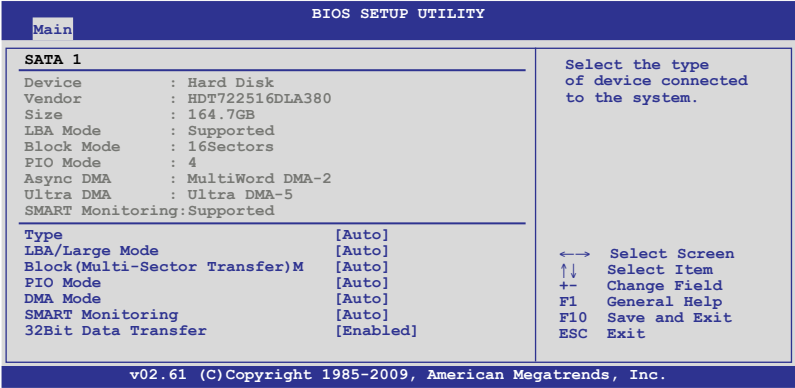 BIOS SETUP UTILITY
Main
SATA 1
Device : Hard Disk
Vendor : HDT722516DLA380
Size : 164.7GB
LBA Mode : Supported
Block Mode : 16Sectors
PIO Mode : 4
Async DMA : MultiWord DMA-2
Ultra DMA : Ultra DMA-5
SMART Monitoring:Supported
Type [Auto]
LBA/Large Mode [Auto]
Block(Multi-Sector Transfer)M [Auto]
PIO Mode [Auto]
DMA Mode [Auto]
SMART Monitoring [Auto]
32Bit Data Transfer [Enabled]
Select the type
of device connected
to the system.
←→ Select Screen
↑↓ Select Item
+- Change Field
F1 General Help
F10 Save and Exit
ESC Exit
v02.61 (C)Copyright 1985-2009, American Megatrends, Inc.